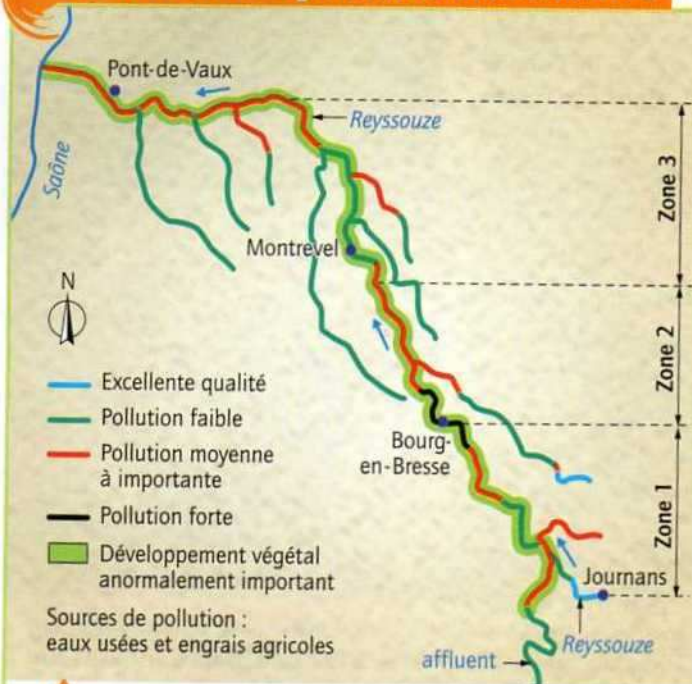 Pont-de-Vaux
Reyssouze
Saône
Zone 3
Montrevel
N
Zone 2
Excellente qualité
Pollution faible
Pollution moyenne
à importante
Bourg-
en-Bresse
Pollution forte
Zone 1
Développement végétal
anormalement important
Journans
Sources de pollution :
eaux usées et engrais agricoles
affluent
Reyssouze